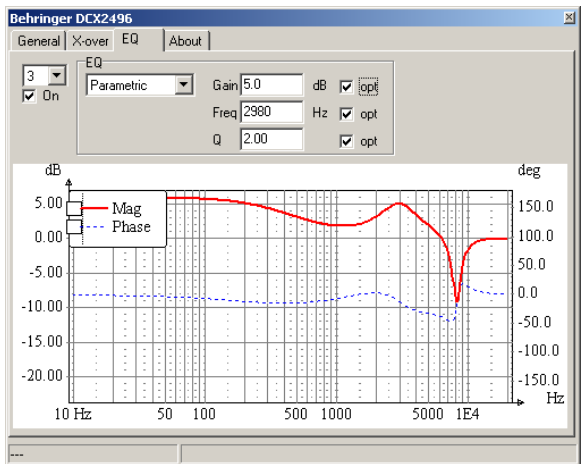 Behringer DCX2496
General X-over EQ About
EQ
3
On
Parametric
Gain 5.0 dB opt
Freq 2980 Hz opt
Q 2.00 opt
dB deg
Mag
Phase
5.00 150.0
0.00 100.0
-5.00 50.0
-10.00 0.0
-15.00 -50.0
-20.00 -100.0
-150.0
Hz
10 Hz 50 100 500 1000 5000 1E4
---